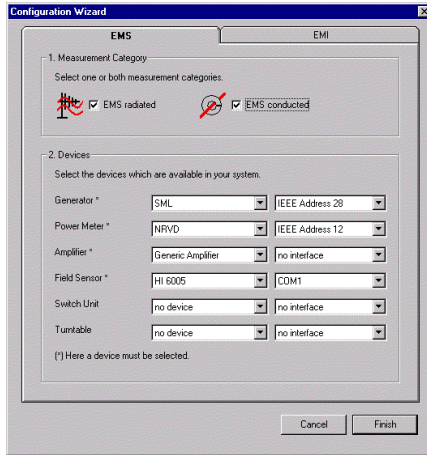 Configuration Wizard
EMS EMI
1. Measurement Category
Select one or both measurement categories.
EMS radiated EMS conducted
2. Devices
Select the devices which are available in your system.
Generator * SML IEEE Address 28
Power Meter * NRVD IEEE Address 12
Amplifier * Generic Amplifier no interface
Field Sensor * HI 6005 COM1
Switch Unit no device no interface
Turntable no device no interface
(*) Here a device must be selected.
Cancel Finish